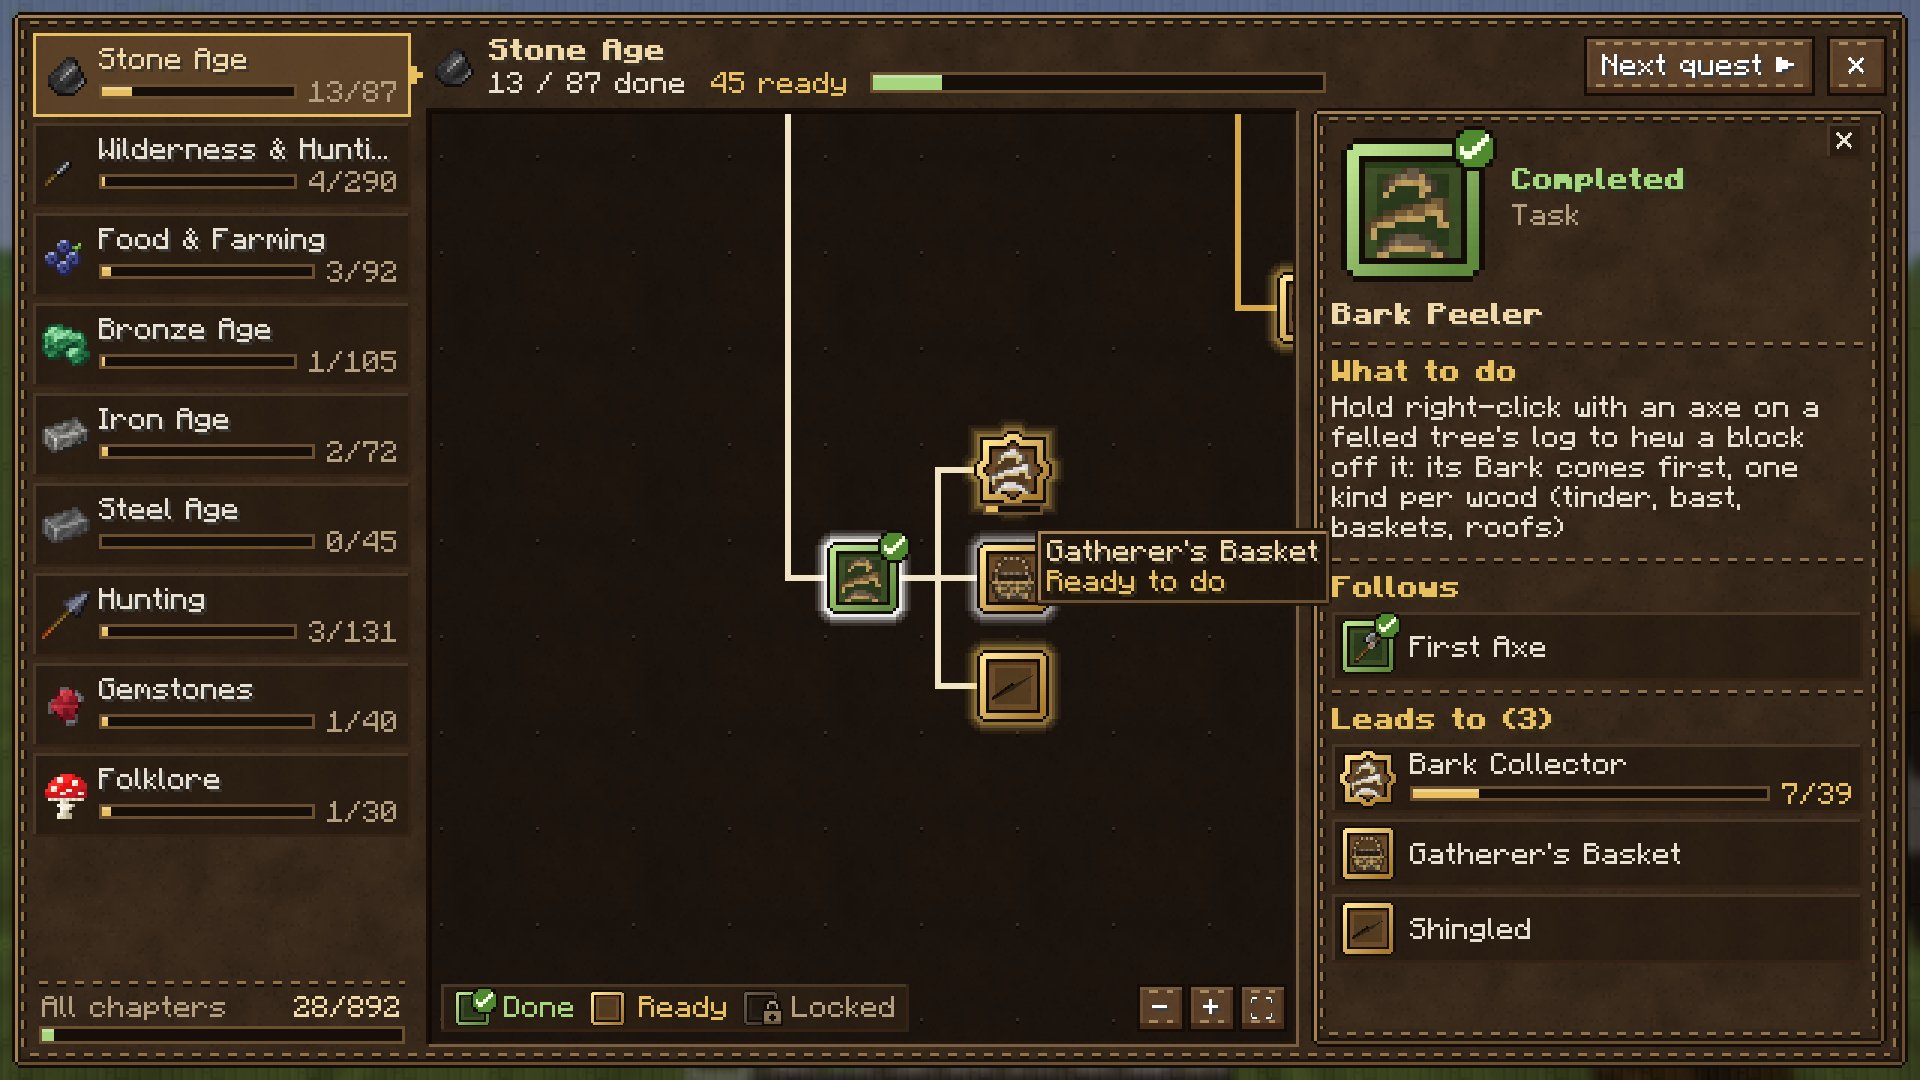 Stone Age
13/87
Wilderness & Hunti...
4/290
Food & Farming
3/92
Bronze Age
1/105
Iron Age
2/72
Steel Age
0/45
Hunting
3/131
Gemstones
1/40
Folklore
1/30
All chapters 28/892
Stone Age
13 / 87 done 45 ready
Next quest
Gatherer's Basket
Ready to do
Done Ready Locked
Completed
Task
Bark Peeler
What to do
Hold right-click with an axe on a
felled tree's log to hew a block
off it: its Bark comes first, one
kind per wood (tinder, bast,
baskets, roofs)
Follows
First Axe
Leads to (3)
Bark Collector
7/39
Gatherer's Basket
Shingled